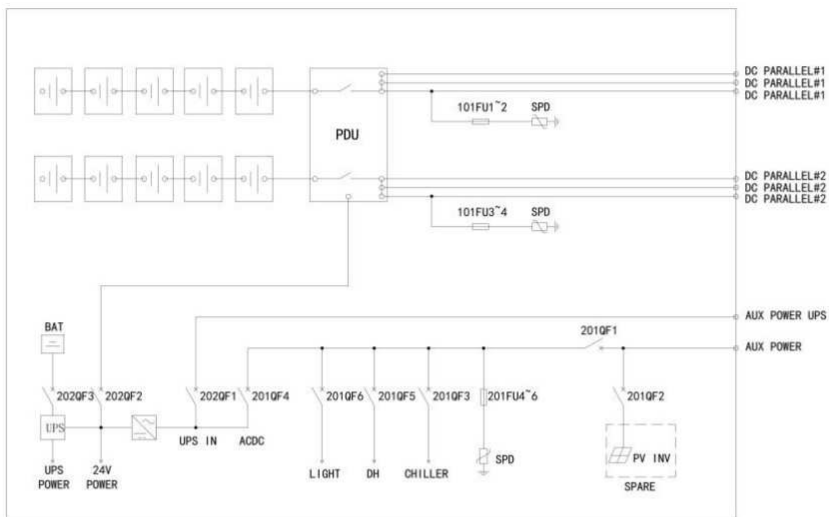 DC PARALLEL#1
DC PARALLEL#1
DC PARALLEL#1
101FU1~2
SPD
PDU
DC PARALLEL#2
DC PARALLEL#2
DC PARALLEL#2
101FU3~4
SPD
AUX POWER UPS
BAT
201QF1
AUX POWER
202QF3
202QF2
202QF1
201QF4
201QF6
201QF5
201QF3
201FU4~6
201QF2
UPS
UPS IN
ACDC
UPS
POWER
24V
POWER
LIGHT
DH
CHILLER
SPD
PV INV
SPARE